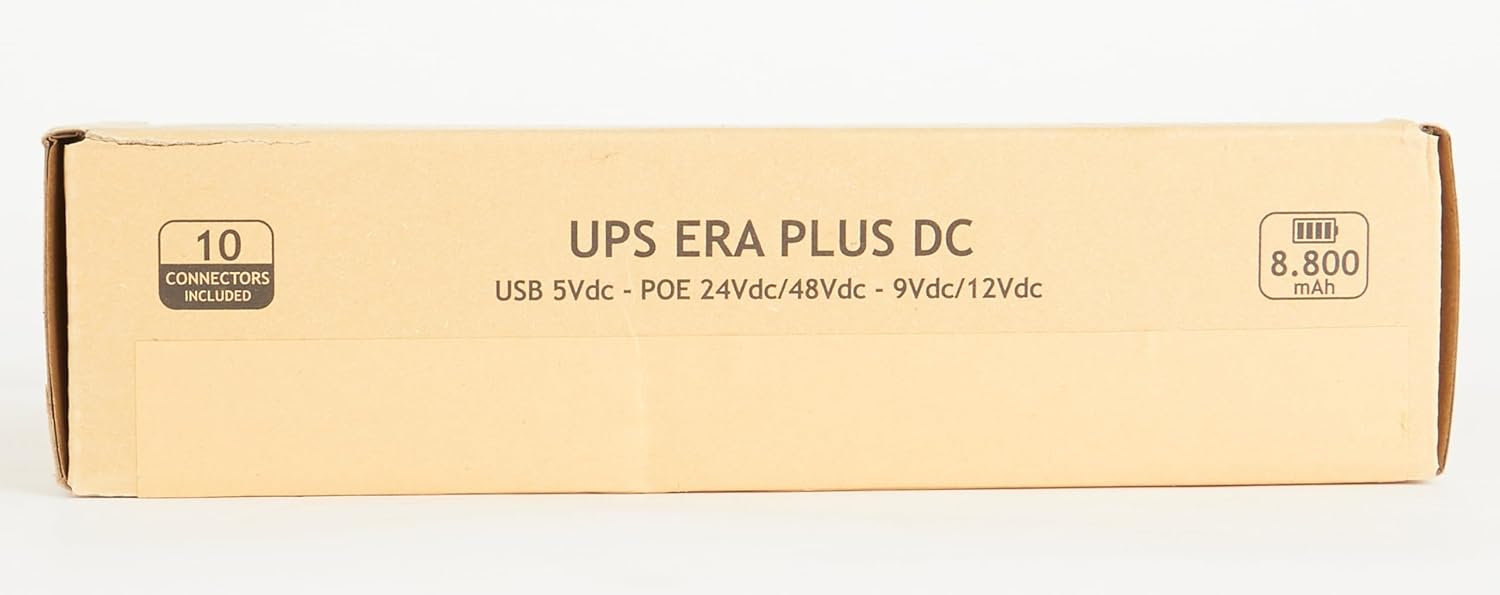 10
CONNECTORS
INCLUDED
UPS ERA PLUS DC
USB 5Vdc - POE 24Vdc/48Vdc - 9Vdc/12Vdc
8.800
mAh